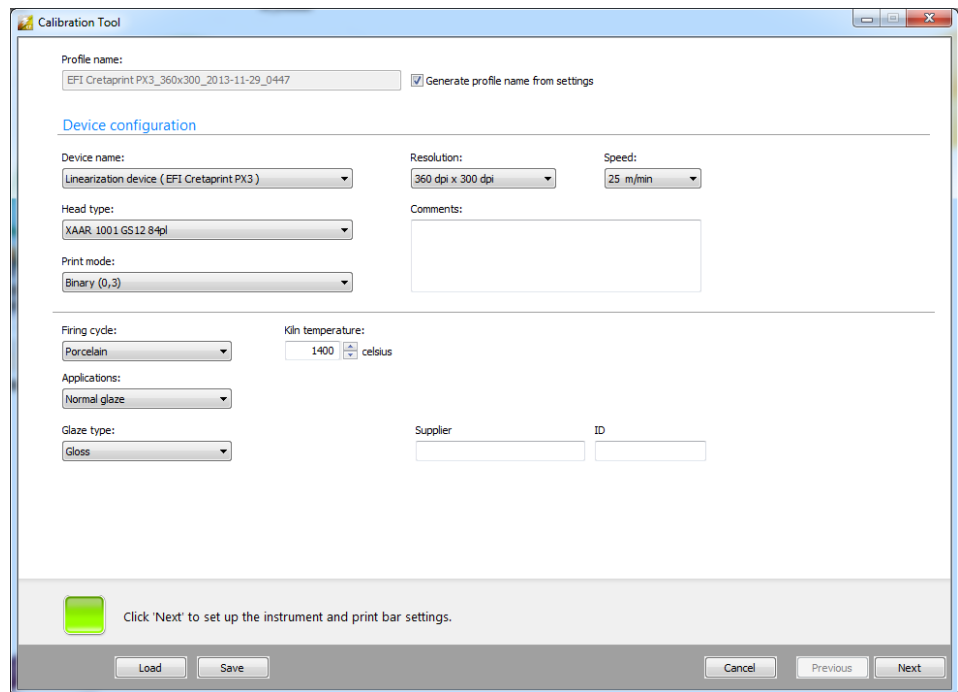 Calibration Tool
Profile name:
EFI Cretaprint PX3_360x300_2013-11-29_0447
Generate profile name from settings
Device configuration
Device name:
Resolution:
Speed:
Linearization device ( EFI Cretaprint PX3 )
360 dpi x 300 dpi
25 m/min
Head type:
Comments:
XAAR 1001 GS12 84pl
Print mode:
Binary (0,3)
Firing cycle:
Kiln temperature:
Porcelain
1400 celsius
Applications:
Normal glaze
Glaze type:
Supplier
ID
Gloss
Click 'Next' to set up the instrument and print bar settings.
Load
Save
Cancel
Previous
Next